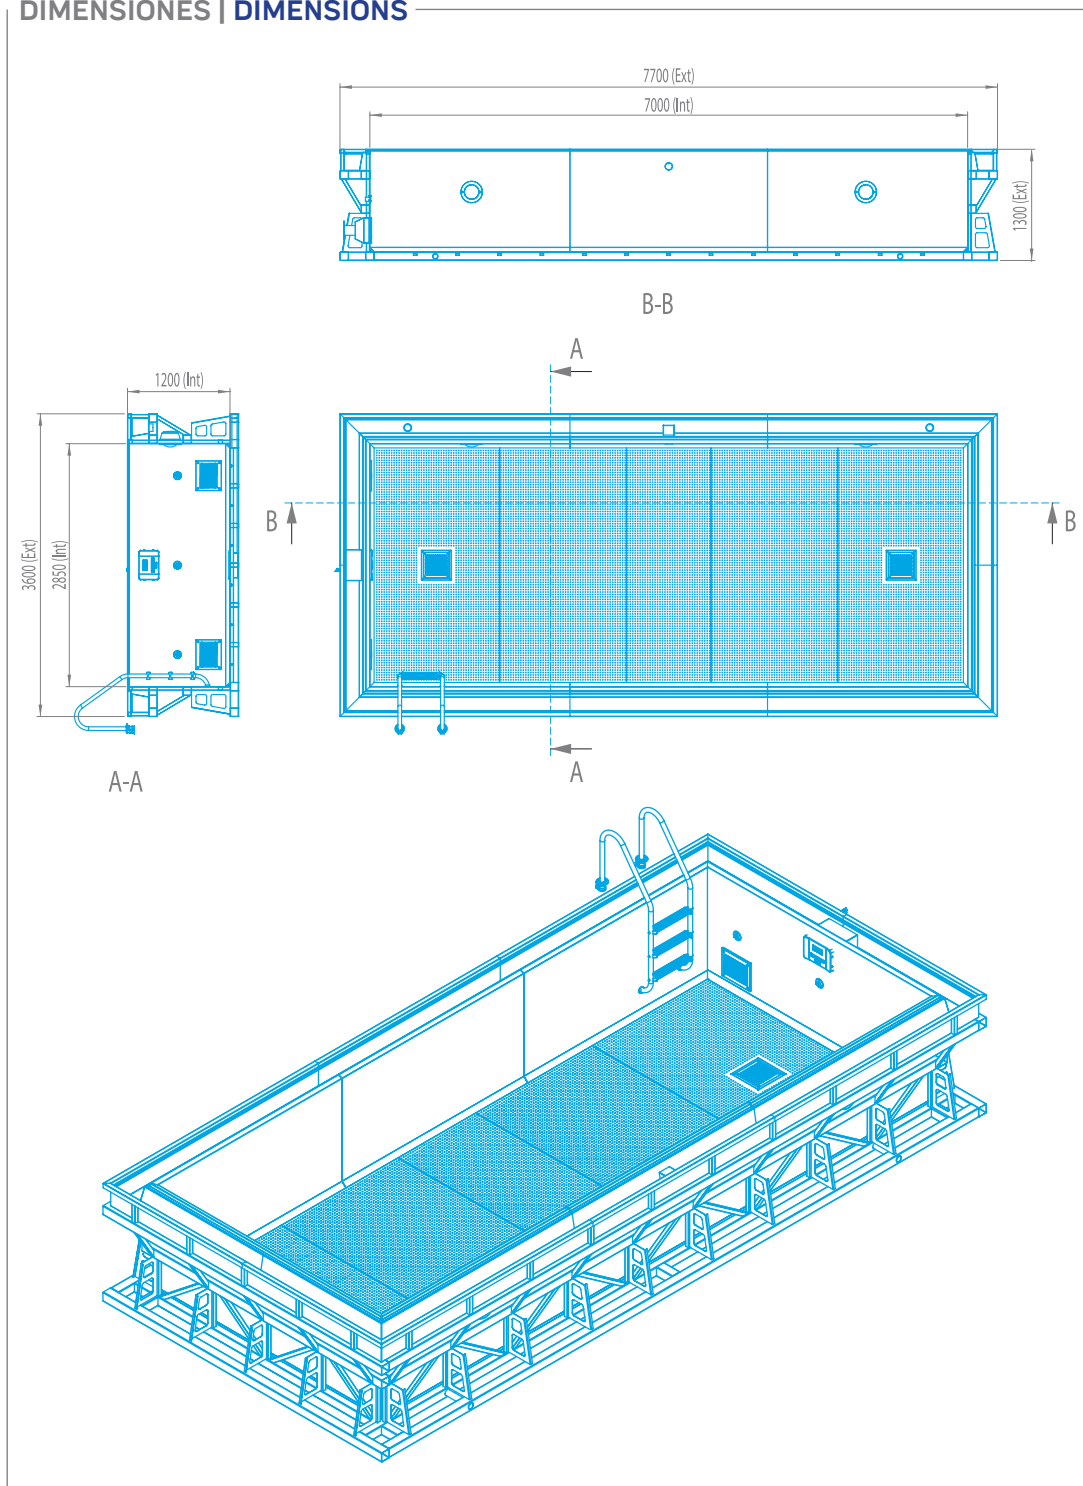 DIMENSIONES | DIMENSIONS
7700 (Ext)
7000 (Int)
1300 (Ext)
B-B
A
1200 (Int)
3600 (Ext)
2850 (Int)
B
B
A
A-A